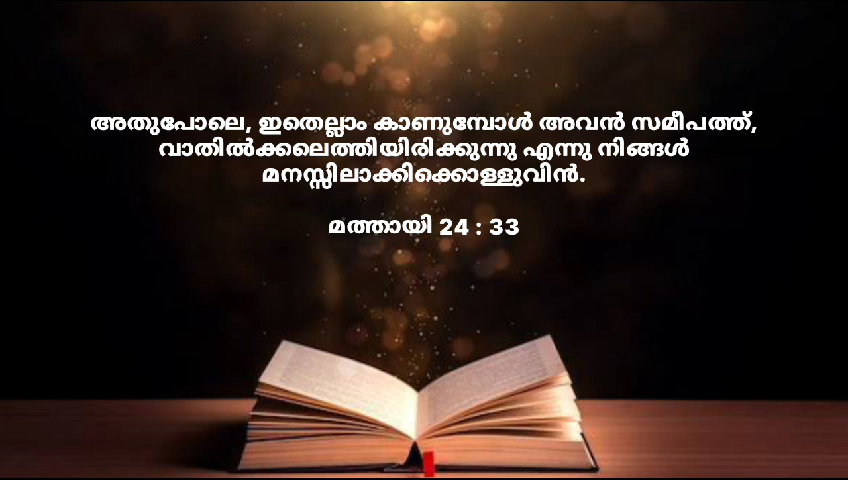 അതുപോലെ, ഇതെല്ലാം കാണുമ്പോൾ അവൻ സമീപത്ത്,
വാതിൽക്കലെത്തിയിരിക്കുന്നു എന്നു നിങ്ങൾ
മനസ്സിലാക്കിക്കൊള്ളുവിൻ.
മത്തായി 24 : 33